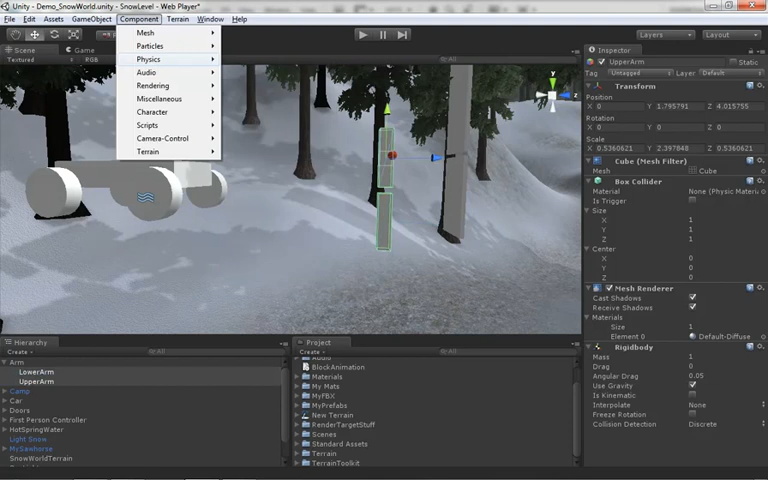 Unity - Demo_SnowWorld.unity - SnowLevel - Web Player*
File Edit Assets GameObject Component Terrain Window Help
Layers Layout
Scene Game
Textured RGB All
Mesh
Particles
Physics
Audio
Rendering
Miscellaneous
Character
Scripts
Camera-Control
Terrain
y
z
Inspector
UpperArm Static
Tag Untagged Layer Default
Transform
Position
X 0 Y 1.795791 Z 4.015755
Rotation
X 0 Y 0 Z 0
Scale
X 0.5360621 Y 2.397848 Z 0.5360621
Cube (Mesh Filter)
Mesh Cube
Box Collider
Material None (Physic Materi
Is Trigger
Size
X 1
Y 1
Z 1
Center
X 0
Y 0
Z 0
Mesh Renderer
Cast Shadows
Receive Shadows
Materials
Size 1
Element 0 Default-Diffuse
Rigidbody
Mass 1
Drag 0
Angular Drag 0.05
Use Gravity
Is Kinematic
Interpolate None
Freeze Rotation
Collision Detection Discrete
Hierarchy
Create All
Arm
LowerArm
UpperArm
Camp
Car
Doors
First Person Controller
HotSpringWater
Light Snow
MySawhorse
SnowWorldTerrain
Project
Create All
Audio
BlockAnimation
Materials
My Mats
MyFBX
MyPrefabs
New Terrain
RenderTargetStuff
Scenes
Standard Assets
Terrain
TerrainToolkit